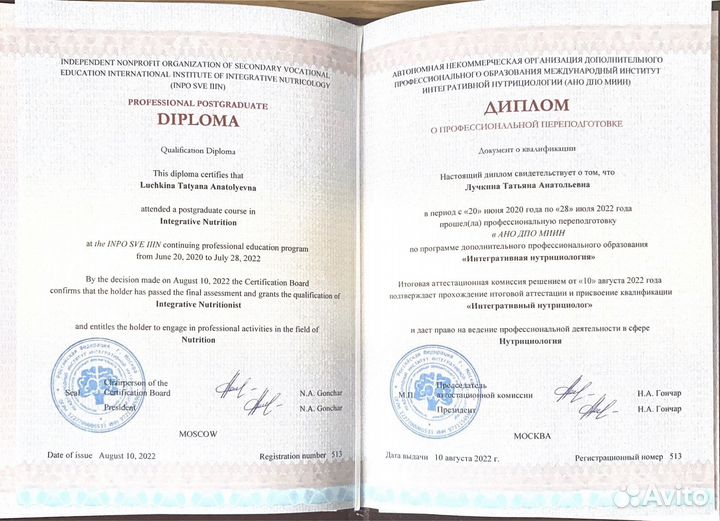 INDEPENDENT NONPROFIT ORGANIZATION OF SECONDARY VOCATIONAL
EDUCATION INTERNATIONAL INSTITUTE OF INTEGRATIVE NUTRICOLOGY
(INPO SVE IIIN)
PROFESSIONAL POSTGRADUATE
DIPLOMA
Qualification Diploma
This diploma certifies that
Luchkina Tatyana Anatolyevna
attended a postgraduate course in
Integrative Nutrition
at the INPO SVE IIIN continuing professional education program
from June 20, 2020 to July 28, 2022
By the decision made on August 10, 2022 the Certification Board
confirms that the holder has passed the final assessment and grants the qualification of
Integrative Nutritionist
and entitles the holder to engage in professional activities in the field of
Nutrition
Chairperson of the
Seal Certification Board N.A. Gonchar
President N.A. Gonchar
MOSCOW
Date of issue August 10, 2022 Registration number 513
АВТОНОМНАЯ НЕКОММЕРЧЕСКАЯ ОРГАНИЗАЦИЯ ДОПОЛНИТЕЛЬНОГО
ПРОФЕССИОНАЛЬНОГО ОБРАЗОВАНИЯ МЕЖДУНАРОДНЫЙ ИНСТИТУТ
ИНТЕГРАТИВНОЙ НУТРИЦИОЛОГИИ (АНО ДПО МИИН)
ДИПЛОМ
О ПРОФЕССИОНАЛЬНОЙ ПЕРЕПОДГОТОВКЕ
Документ о квалификации
Настоящий диплом свидетельствует о том, что
Лучкина Татьяна Анатольевна
в период с «20» июня 2020 года по «28» июля 2022 года
прошел(ла) профессиональную переподготовку
в АНО ДПО МИИН
по программе дополнительного профессионального образования
«Интегративная нутрициология»
Итоговая аттестационная комиссия решением от «10» августа 2022 года
подтверждает прохождение итоговой аттестации и присвоение квалификации
«Интегративный нутрициолог»
и дает право на ведение профессиональной деятельности в сфере
Нутрициология
Председатель
М.П. аттестационной комиссии Н.А. Гончар
Президент Н.А. Гончар
МОСКВА
Дата выдачи 10 августа 2022 г. Регистрационный номер 513
Avito